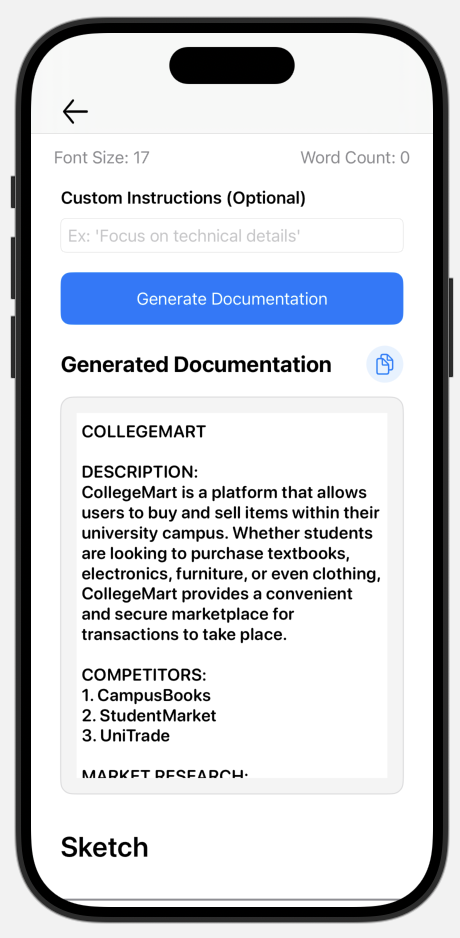 Font Size: 17 Word Count: 0
Custom Instructions (Optional)
Ex: 'Focus on technical details'
Generate Documentation
Generated Documentation
COLLEGEMART
DESCRIPTION:
CollegeMart is a platform that allows
users to buy and sell items within their
university campus. Whether students
are looking to purchase textbooks,
electronics, furniture, or even clothing,
CollegeMart provides a convenient
and secure marketplace for
transactions to take place.
COMPETITORS:
1. CampusBooks
2. StudentMarket
3. UniTrade
MARKET RESEARCH:
Sketch